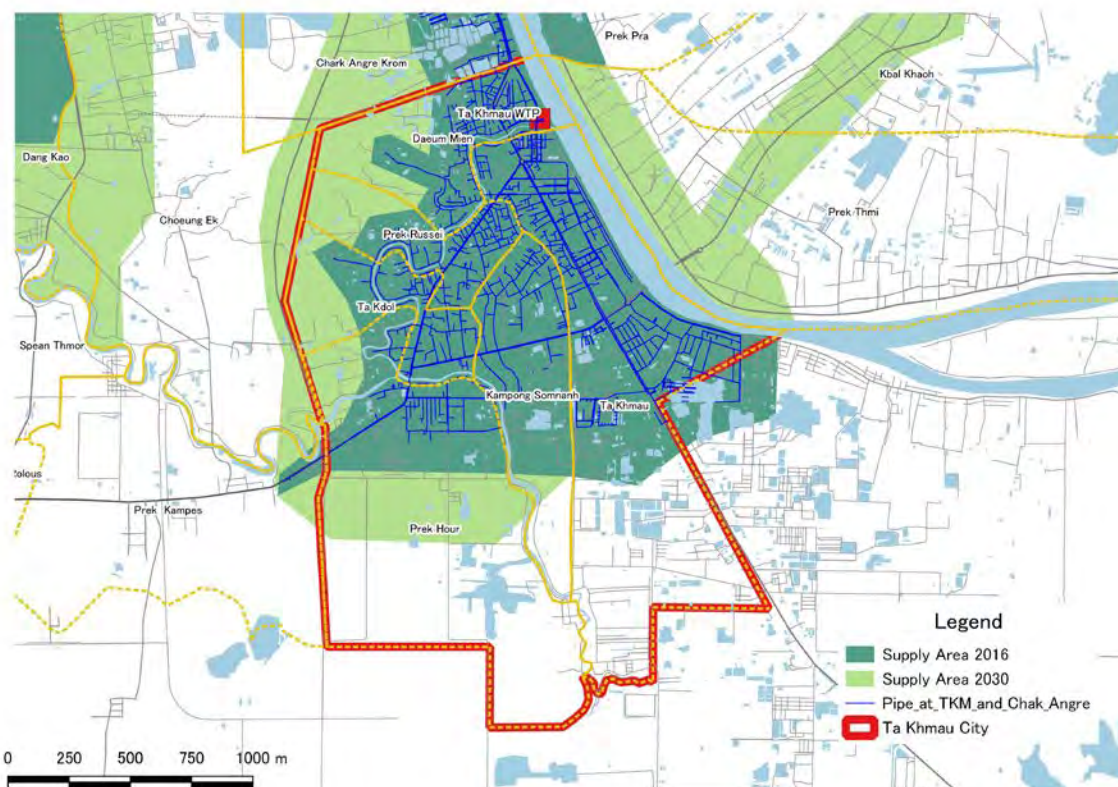 Prek Pra
Chark Angre Krom
Kbal Khaoh
Ta Khmau WTP
Daeum Mien
Dang Kao
Choeung Ek
Prek Thmi
Prek Russei
Ta Kdol
Spean Thmor
Kampong Somnanh
Ta Khmau
Rolous
Prek Kampes
Prek Hour
Legend
Supply Area 2016
Supply Area 2030
Pipe_at_TKM_and_Chak_Angre
Ta Khmau City
0 250 500 750 1000 m